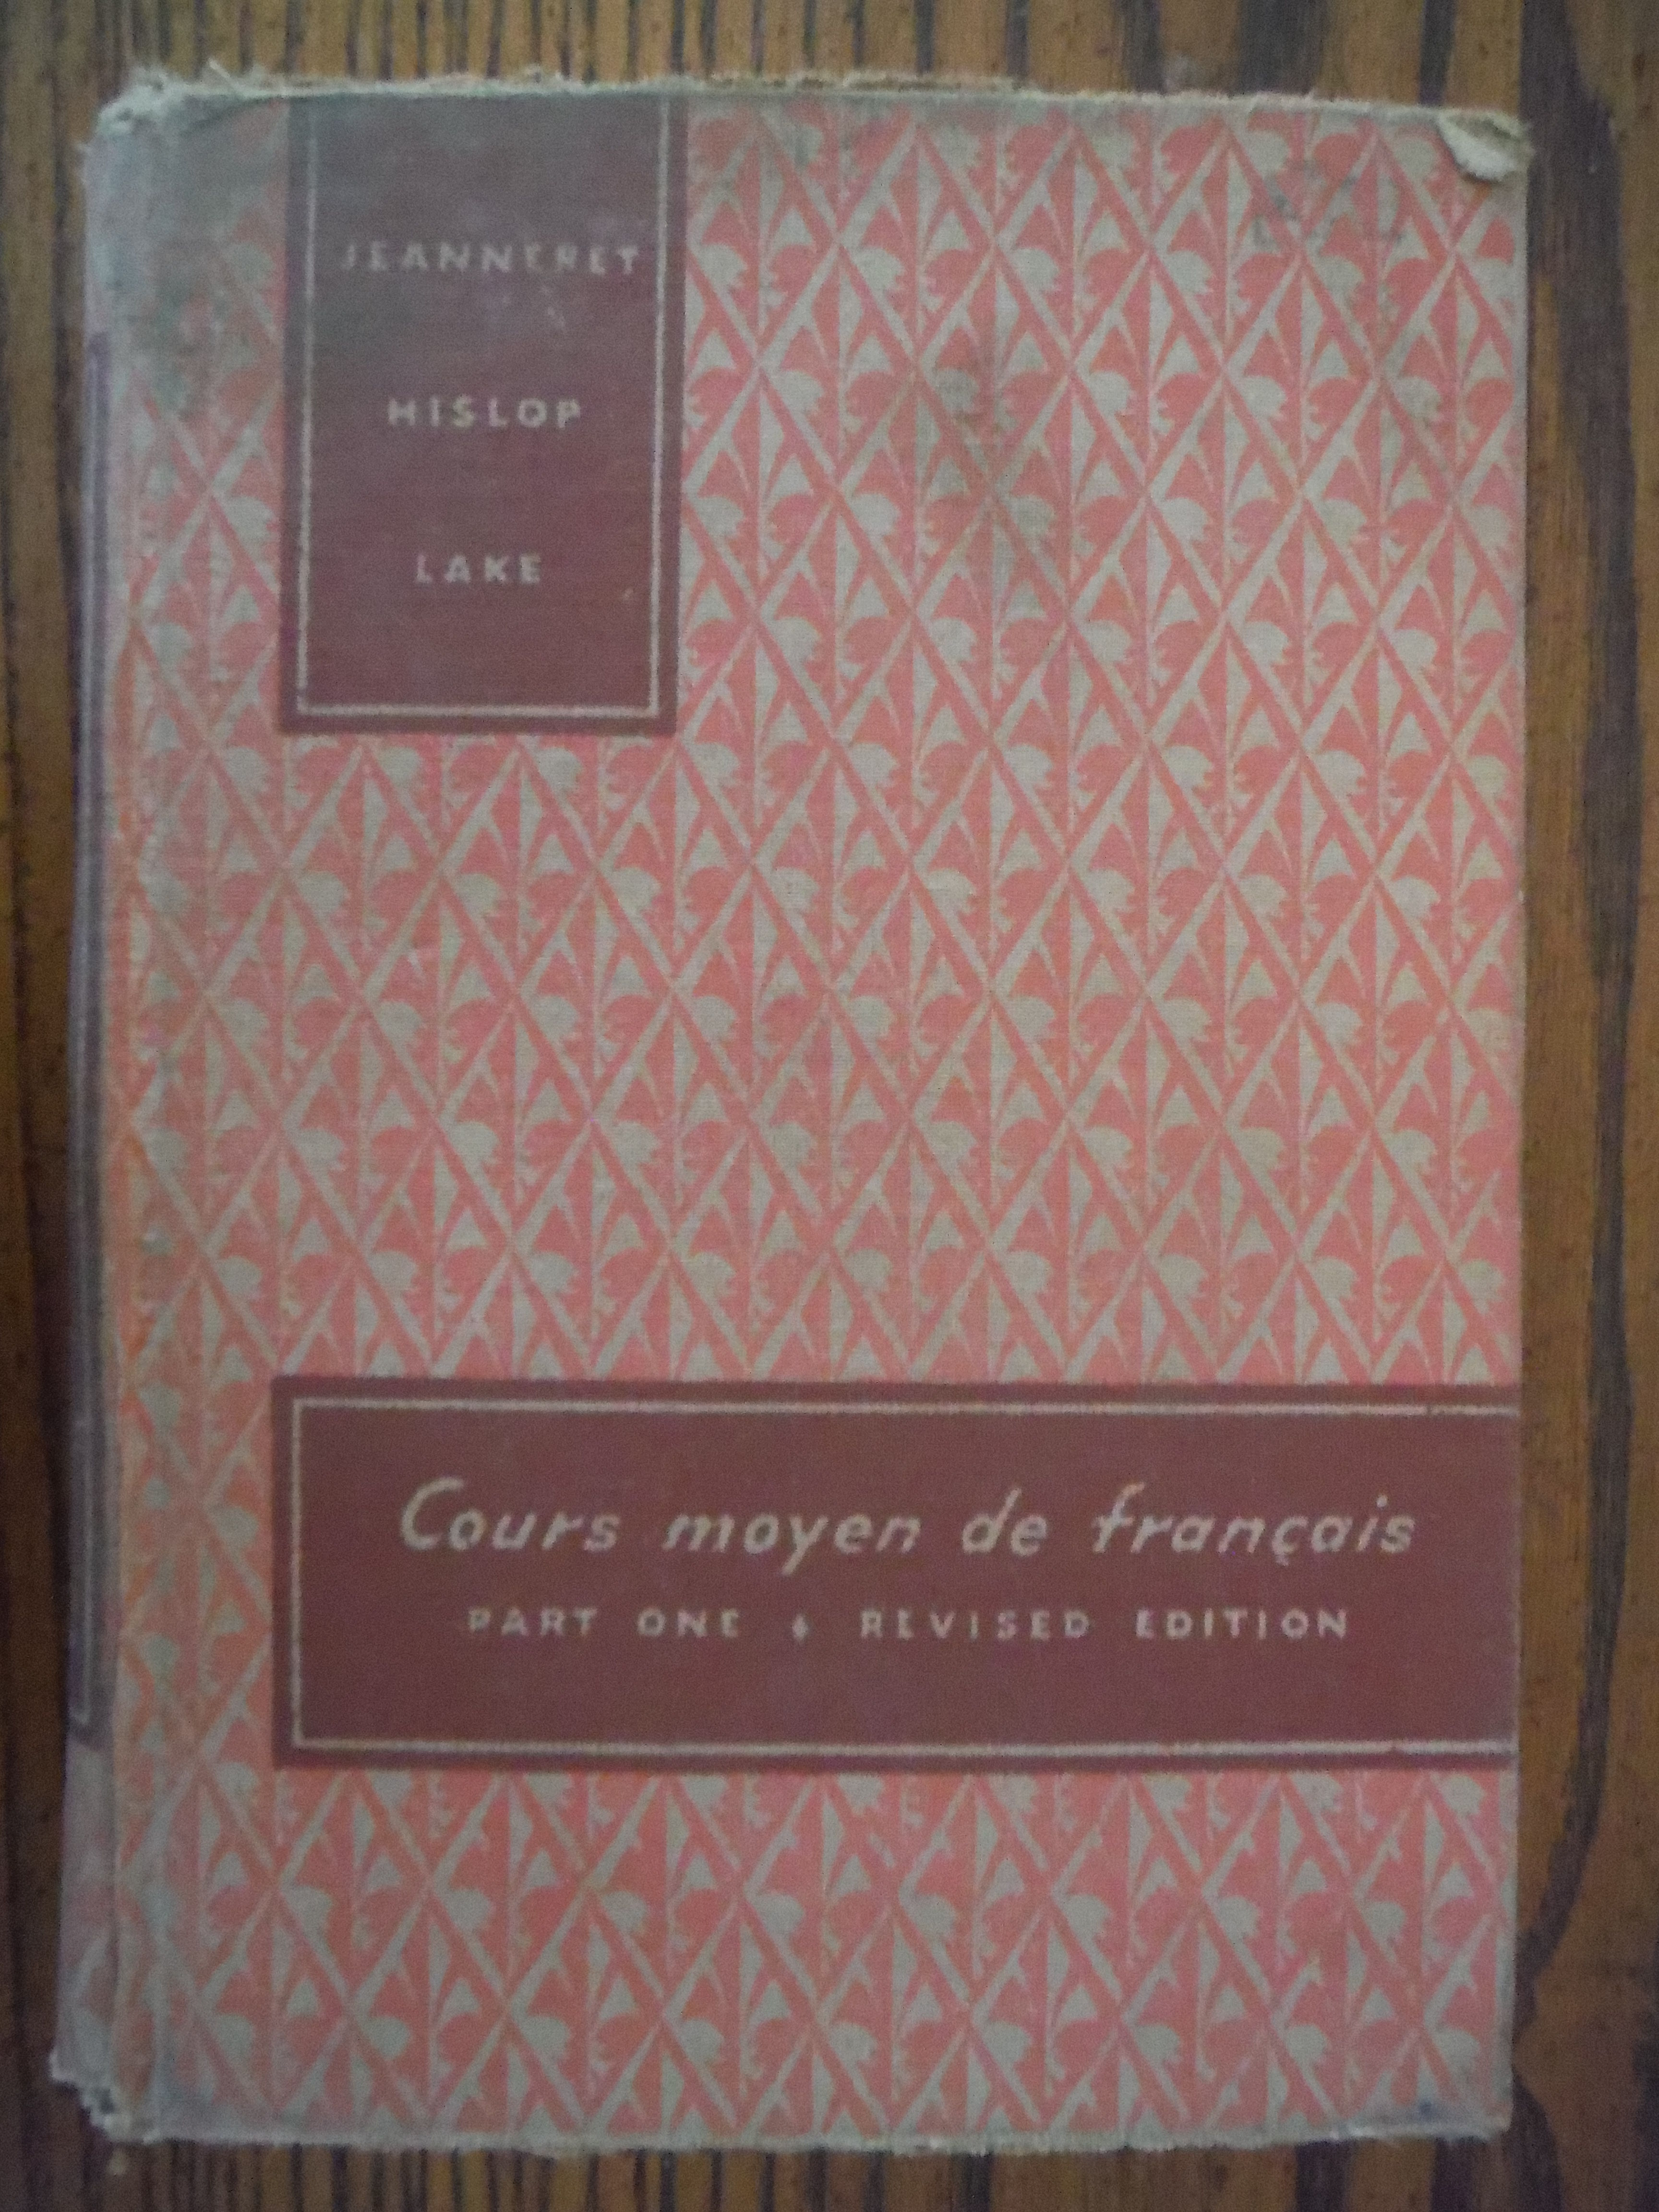 JEANNERET
HISLOP
LAKE
Cours moyen de français
PART ONE ♦ REVISED EDITION